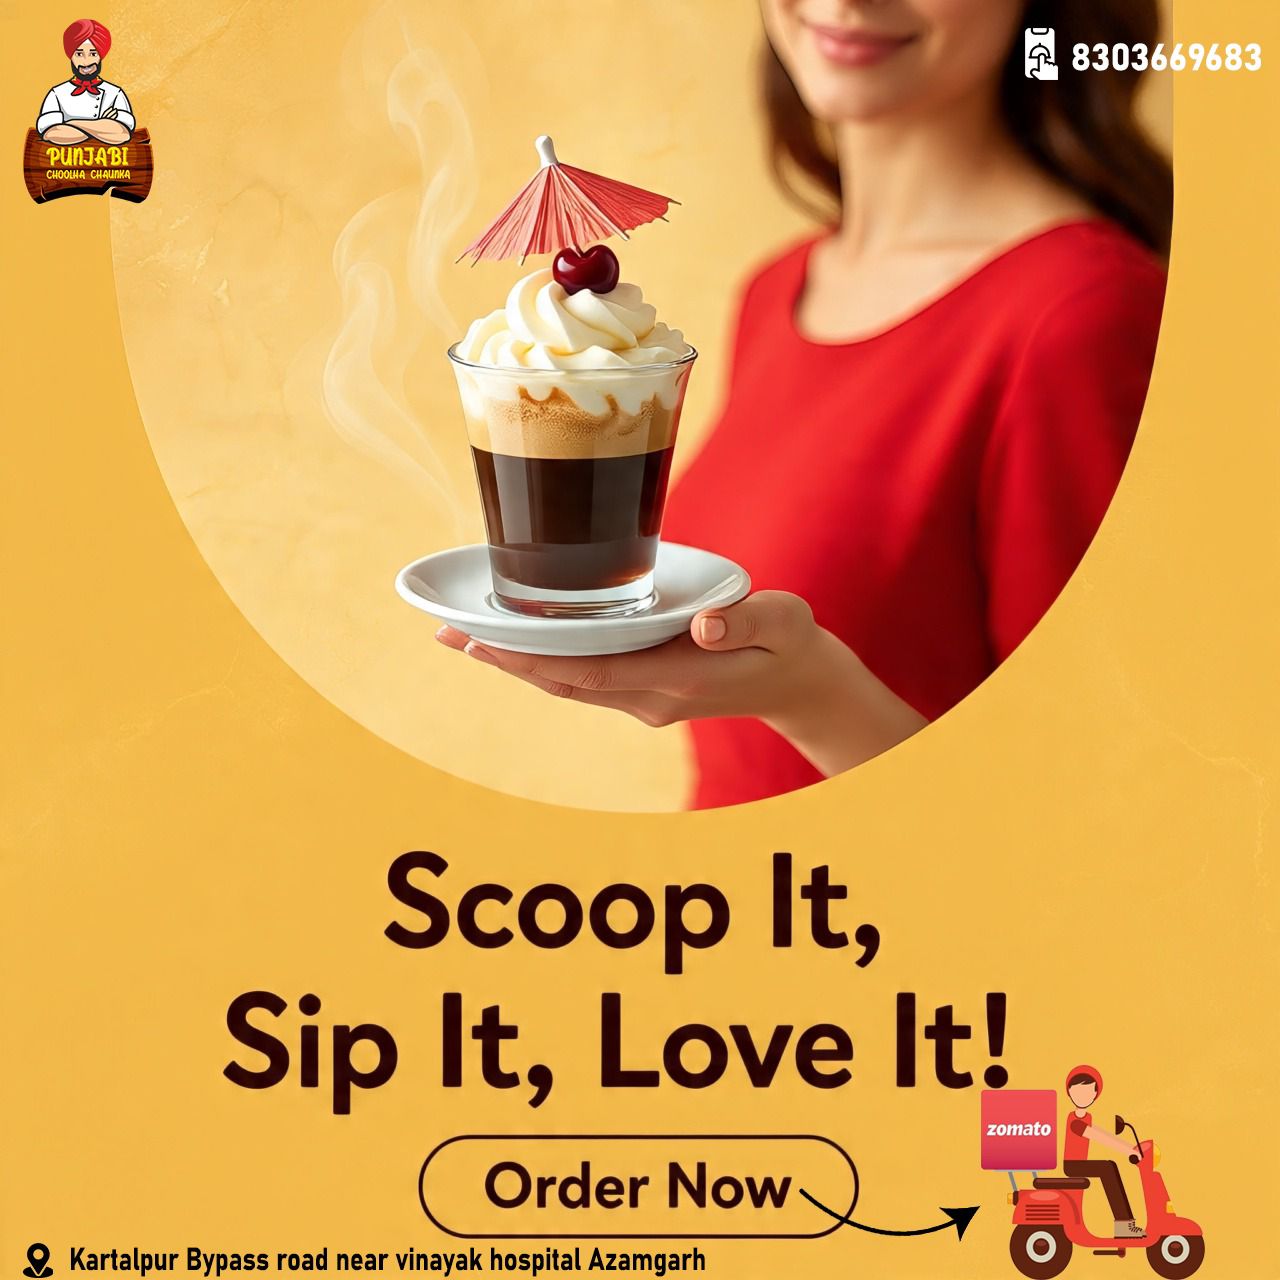 PUNJABI
CHOOLHA CHAUNKA
8303669683
Scoop It,
Sip It, Love It!
zomato
Order Now
Kartalpur Bypass road near vinayak hospital Azamgarh